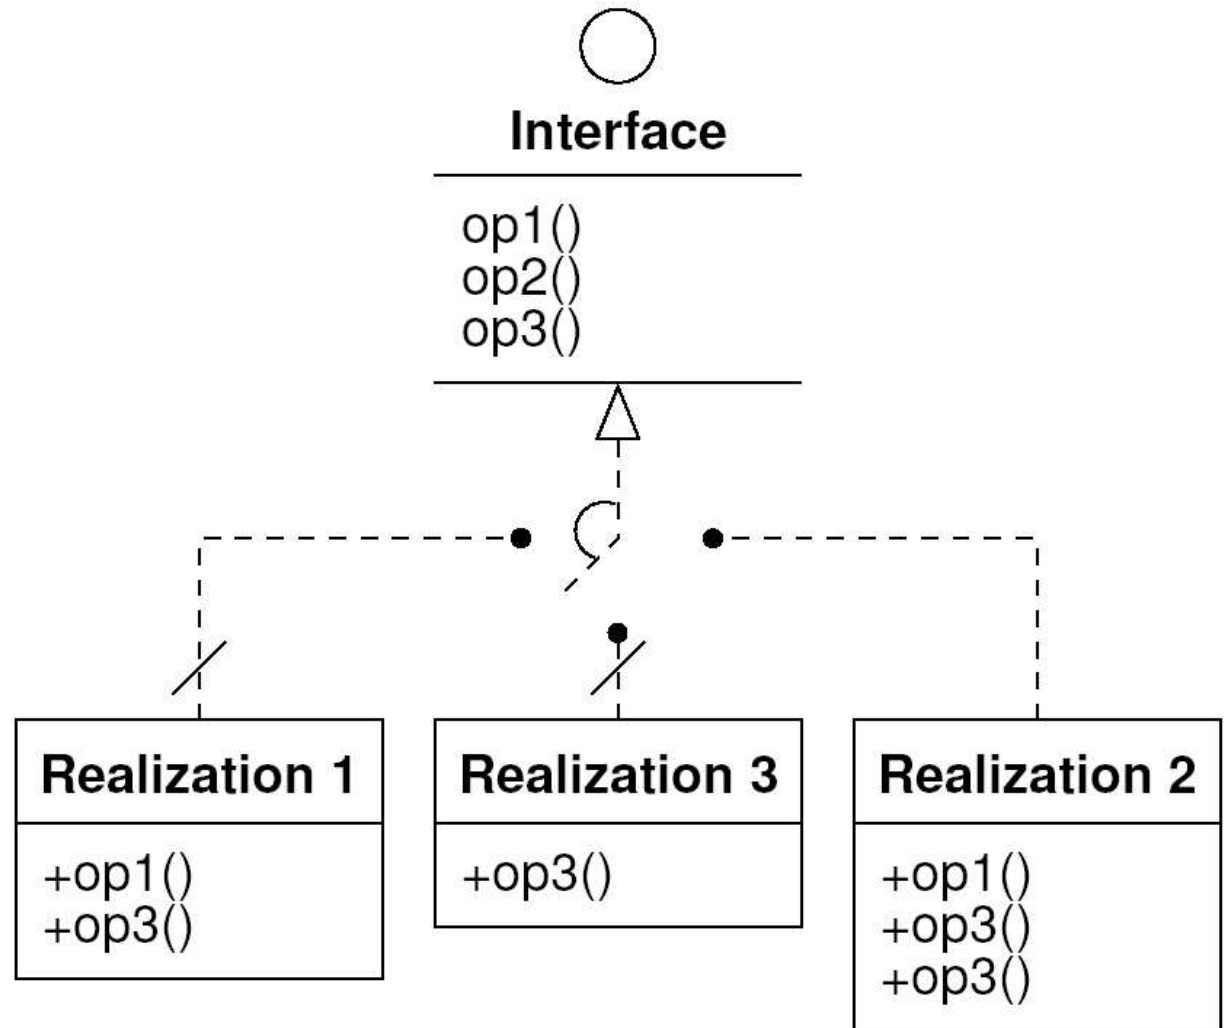 Interface
op1()
op2()
op3()
Realization 1
+op1()
+op3()
Realization 3
+op3()
Realization 2
+op1()
+op3()
+op3()